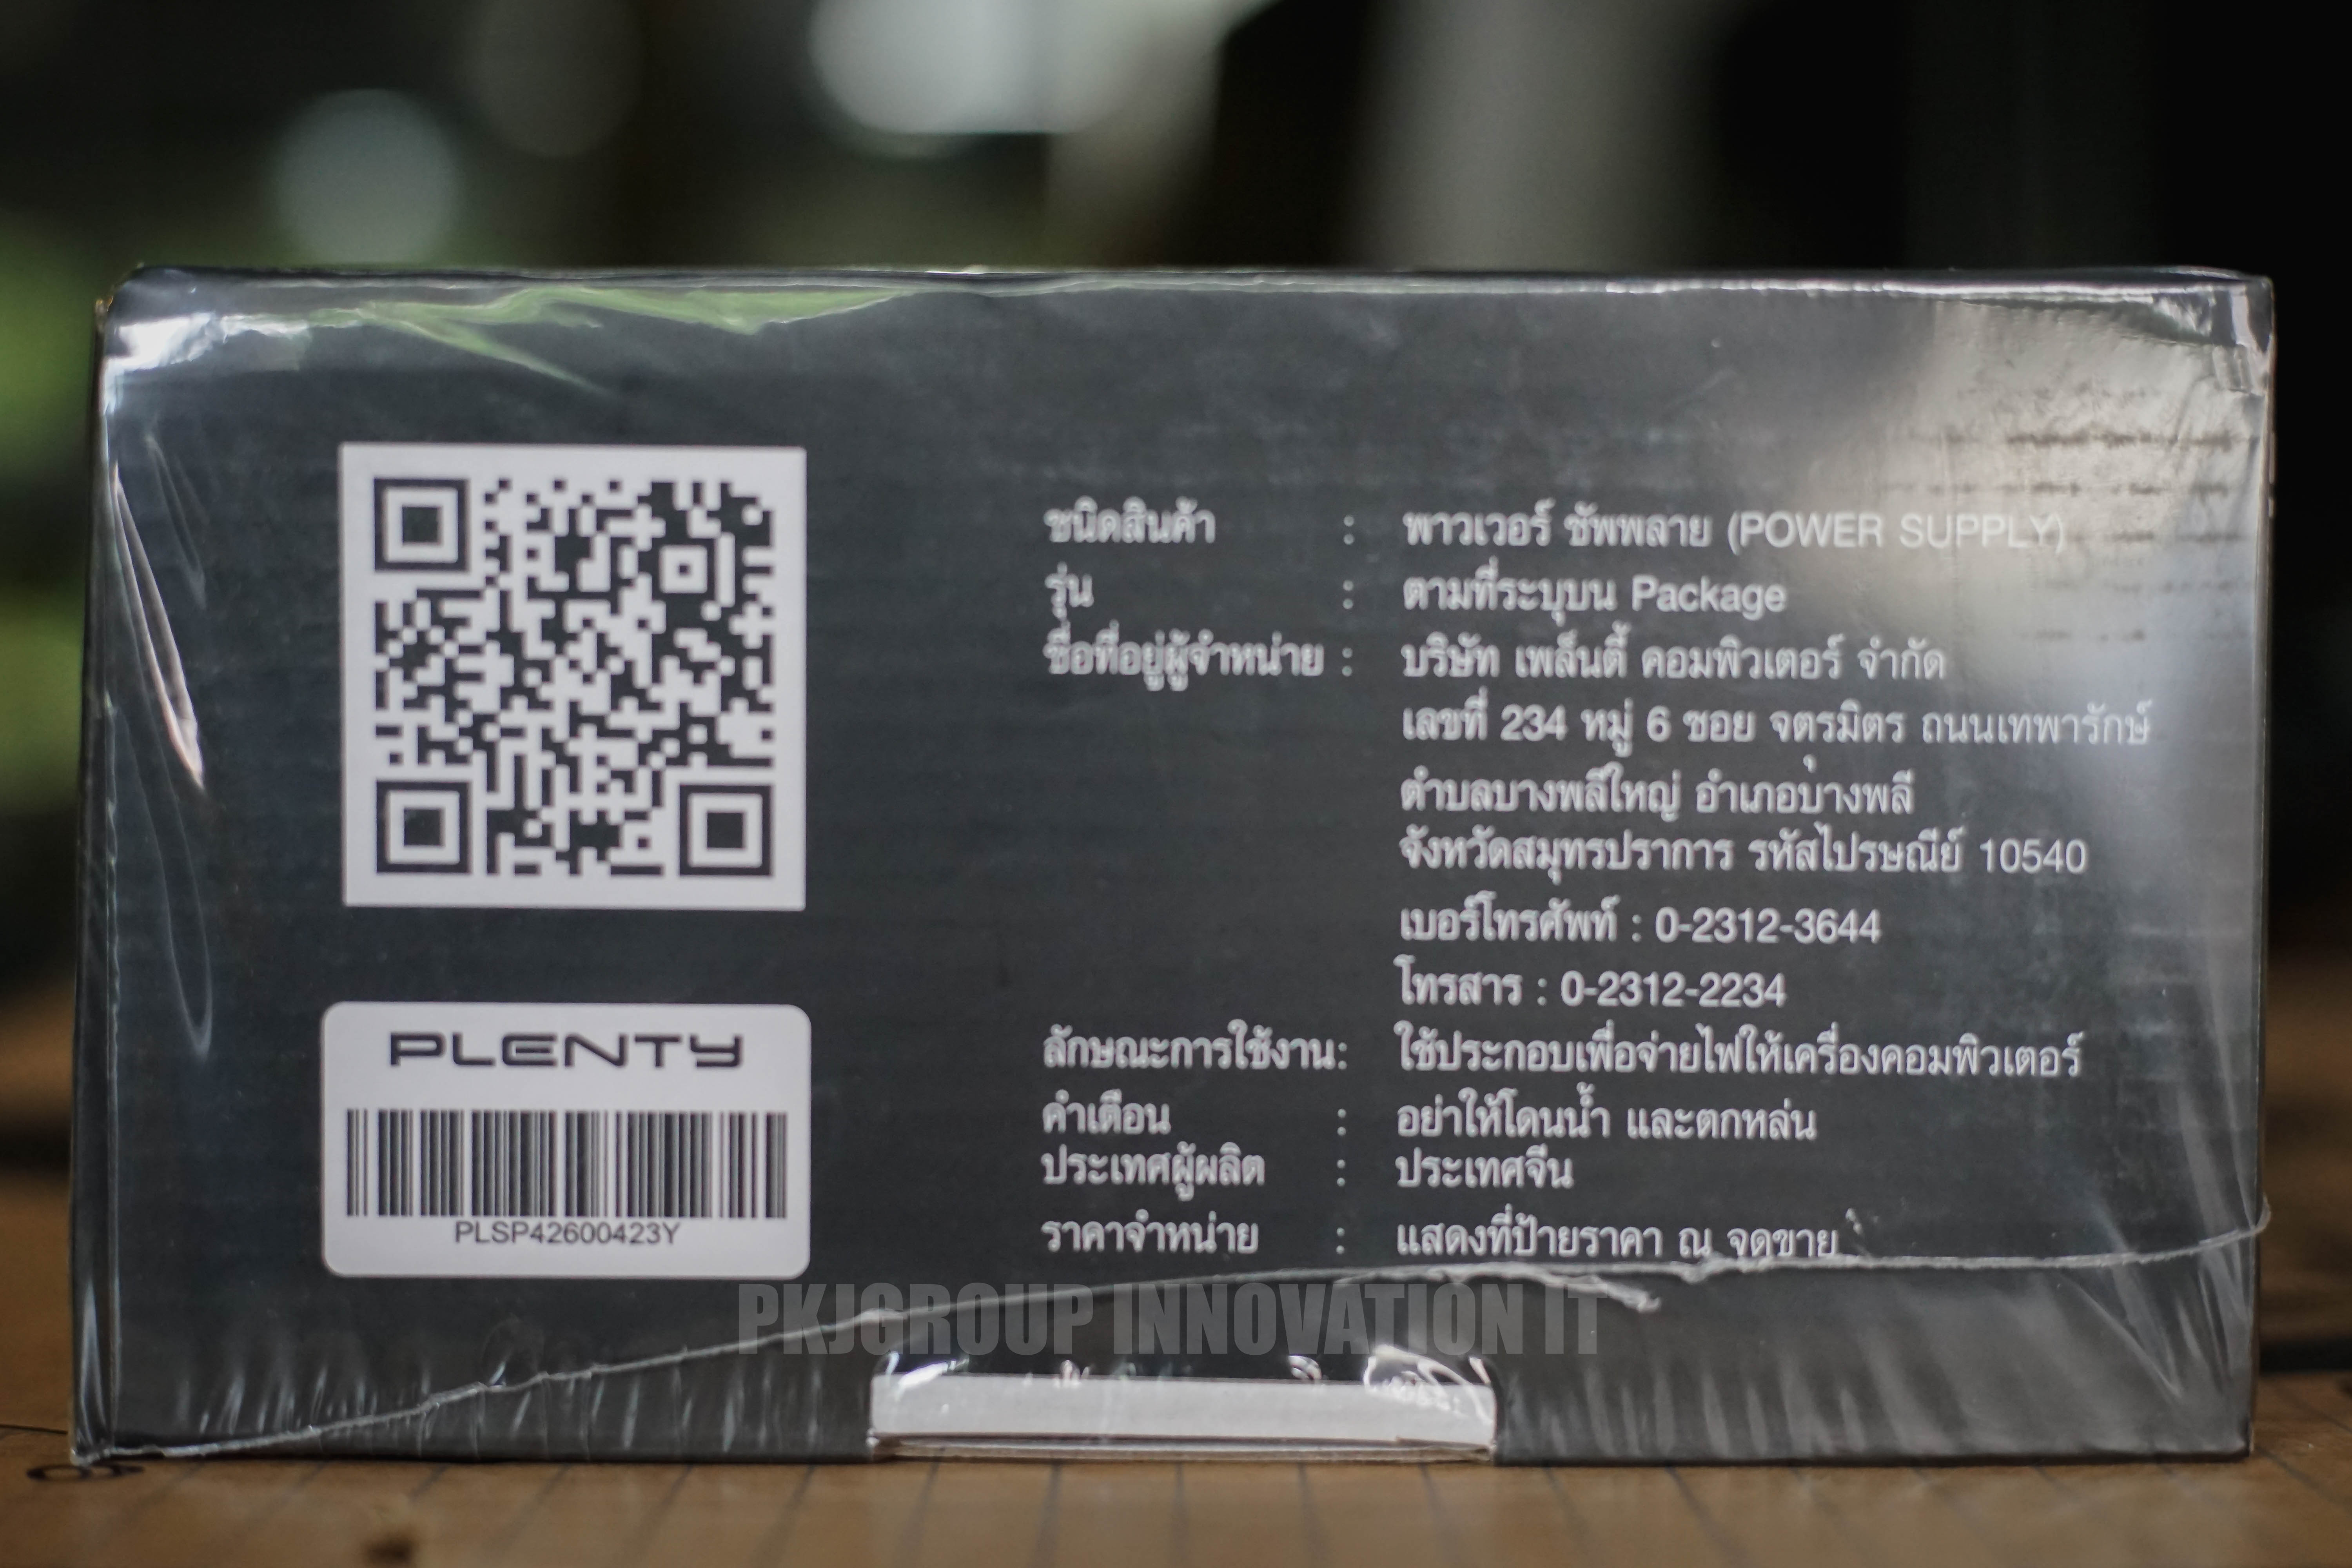 ชนิดสินค้า : พาวเวอร์ ซัพพลาย (POWER SUPPLY)
รุ่น : ตามที่ระบุบน Package
ชื่อที่อยู่ผู้จำหน่าย : บริษัท เพล็นตี้ คอมพิวเตอร์ จำกัด
เลขที่ 234 หมู่ 6 ซอย จตุรมิตร ถนนเทพารักษ์
ตำบลบางพลีใหญ่ อำเภอบางพลี
จังหวัดสมุทรปราการ รหัสไปรษณีย์ 10540
เบอร์โทรศัพท์ : 0-2312-3644
โทรสาร : 0-2312-2234
ลักษณะการใช้งาน: ใช้ประกอบเพื่อจ่ายไฟให้เครื่องคอมพิวเตอร์
คำเตือน : อย่าให้โดนน้ำ และตกหล่น
ประเทศผู้ผลิต : ประเทศจีน
ราคาจำหน่าย : แสดงที่ป้ายราคา ณ จุดขาย
PLENTY
PLSP42600423Y
PKJGROUP INNOVATION IT